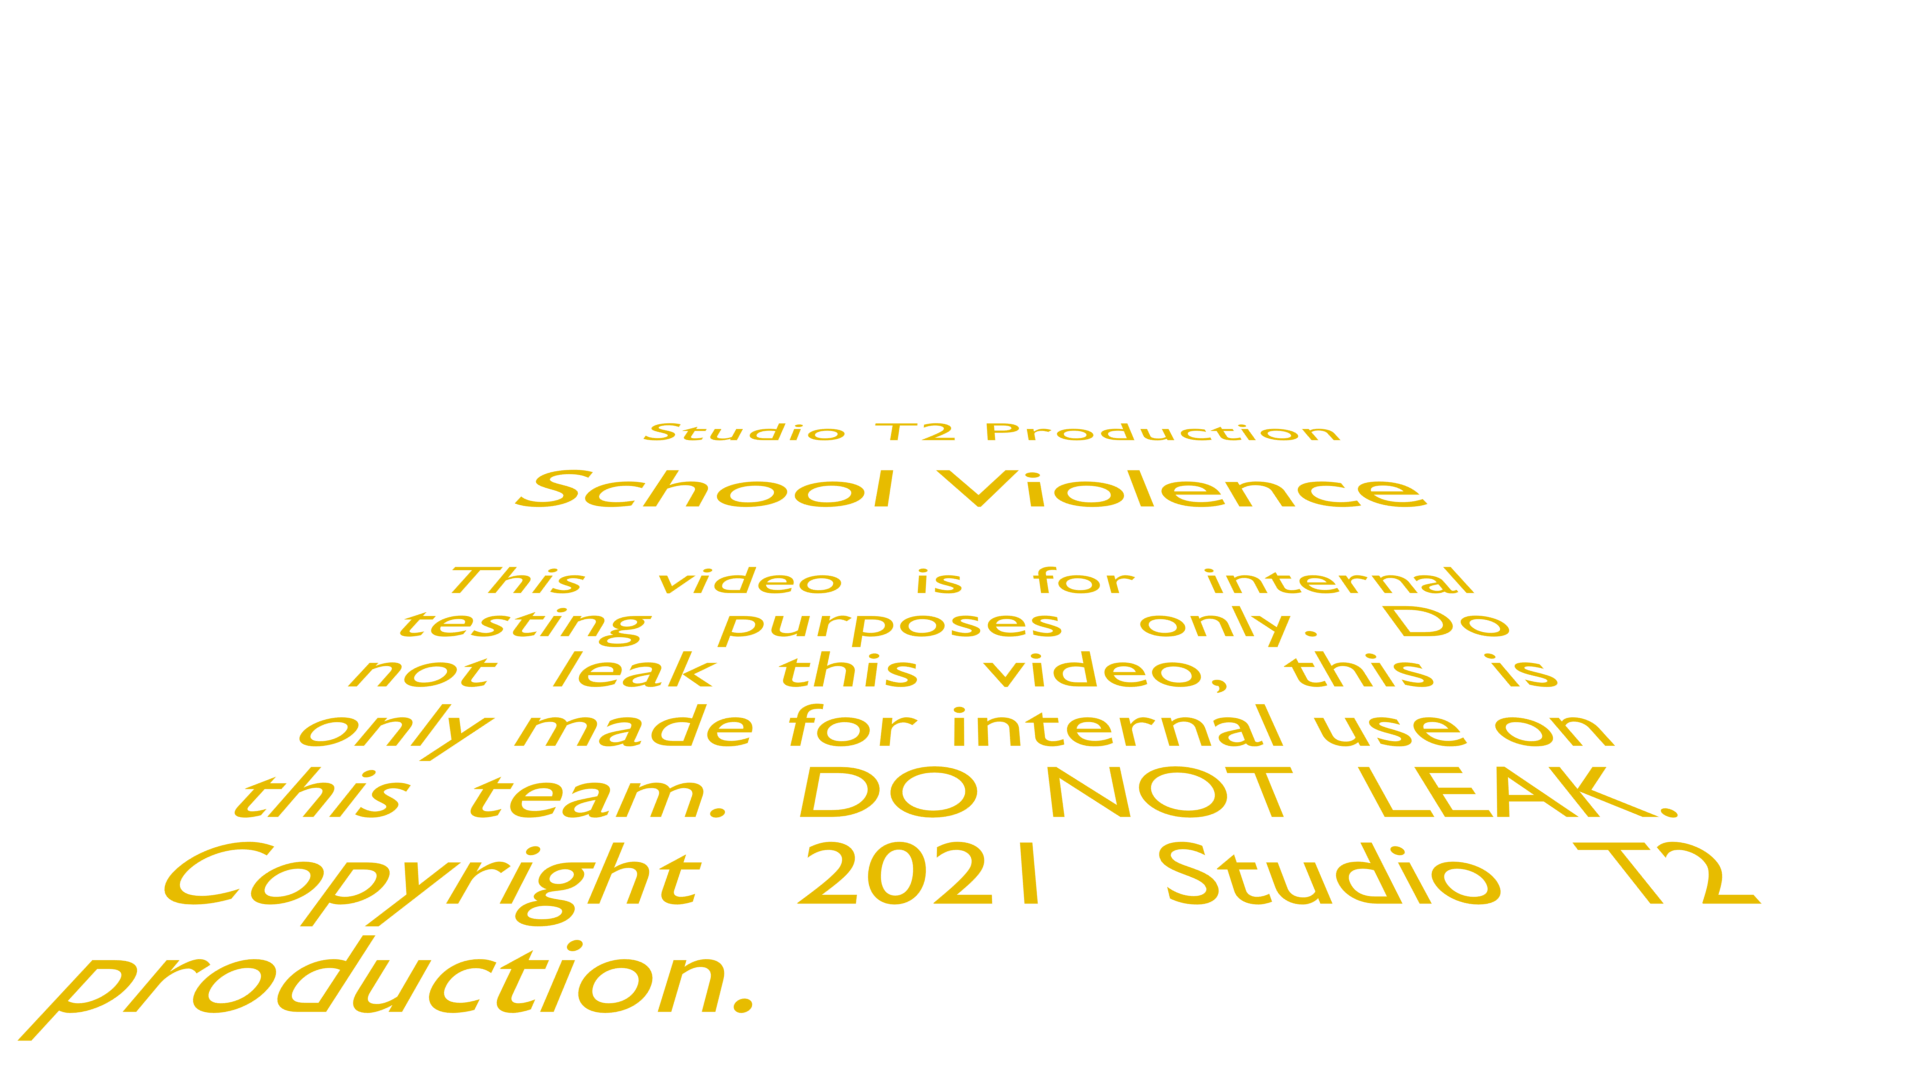 Studio T2 Production
School Violence
This video is for internal
testing purposes only. Do
not leak this video, this is
only made for internal use on
this team. DO NOT LEAK.
Copyright 2021 Studio T2
production.